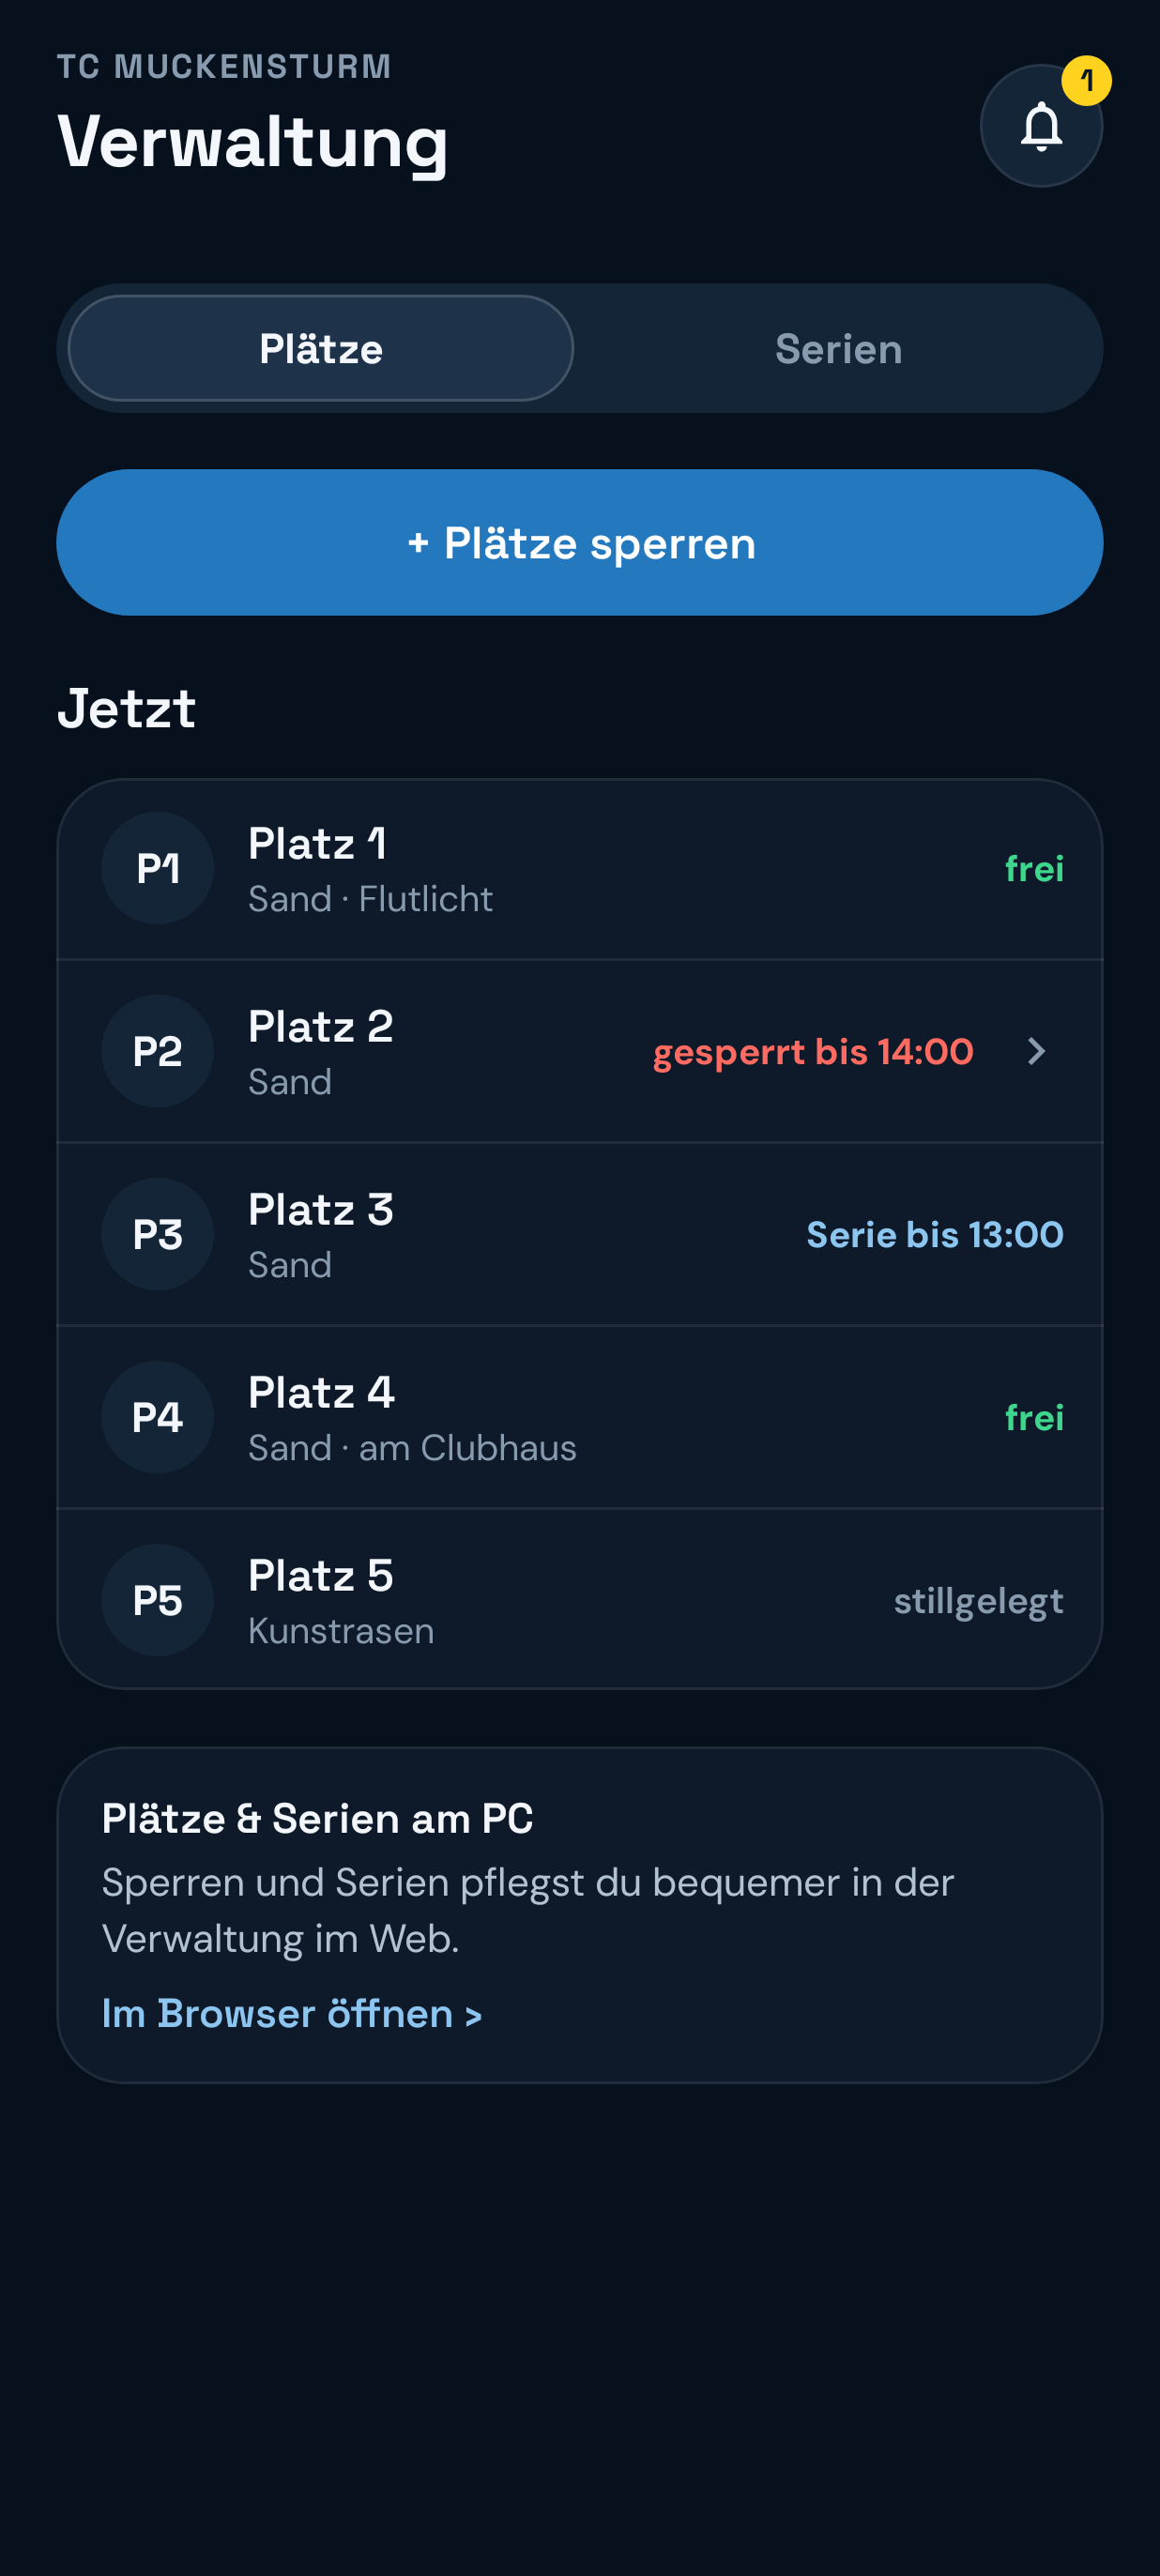 TC MUCKENSTURM
Verwaltung
1
Plätze
Serien
+ Plätze sperren
Jetzt
P1
Platz 1
Sand · Flutlicht
frei
P2
Platz 2
Sand
gesperrt bis 14:00
P3
Platz 3
Sand
Serie bis 13:00
P4
Platz 4
Sand · am Clubhaus
frei
P5
Platz 5
Kunstrasen
stillgelegt
Plätze & Serien am PC
Sperren und Serien pflegst du bequemer in der
Verwaltung im Web.
Im Browser öffnen >